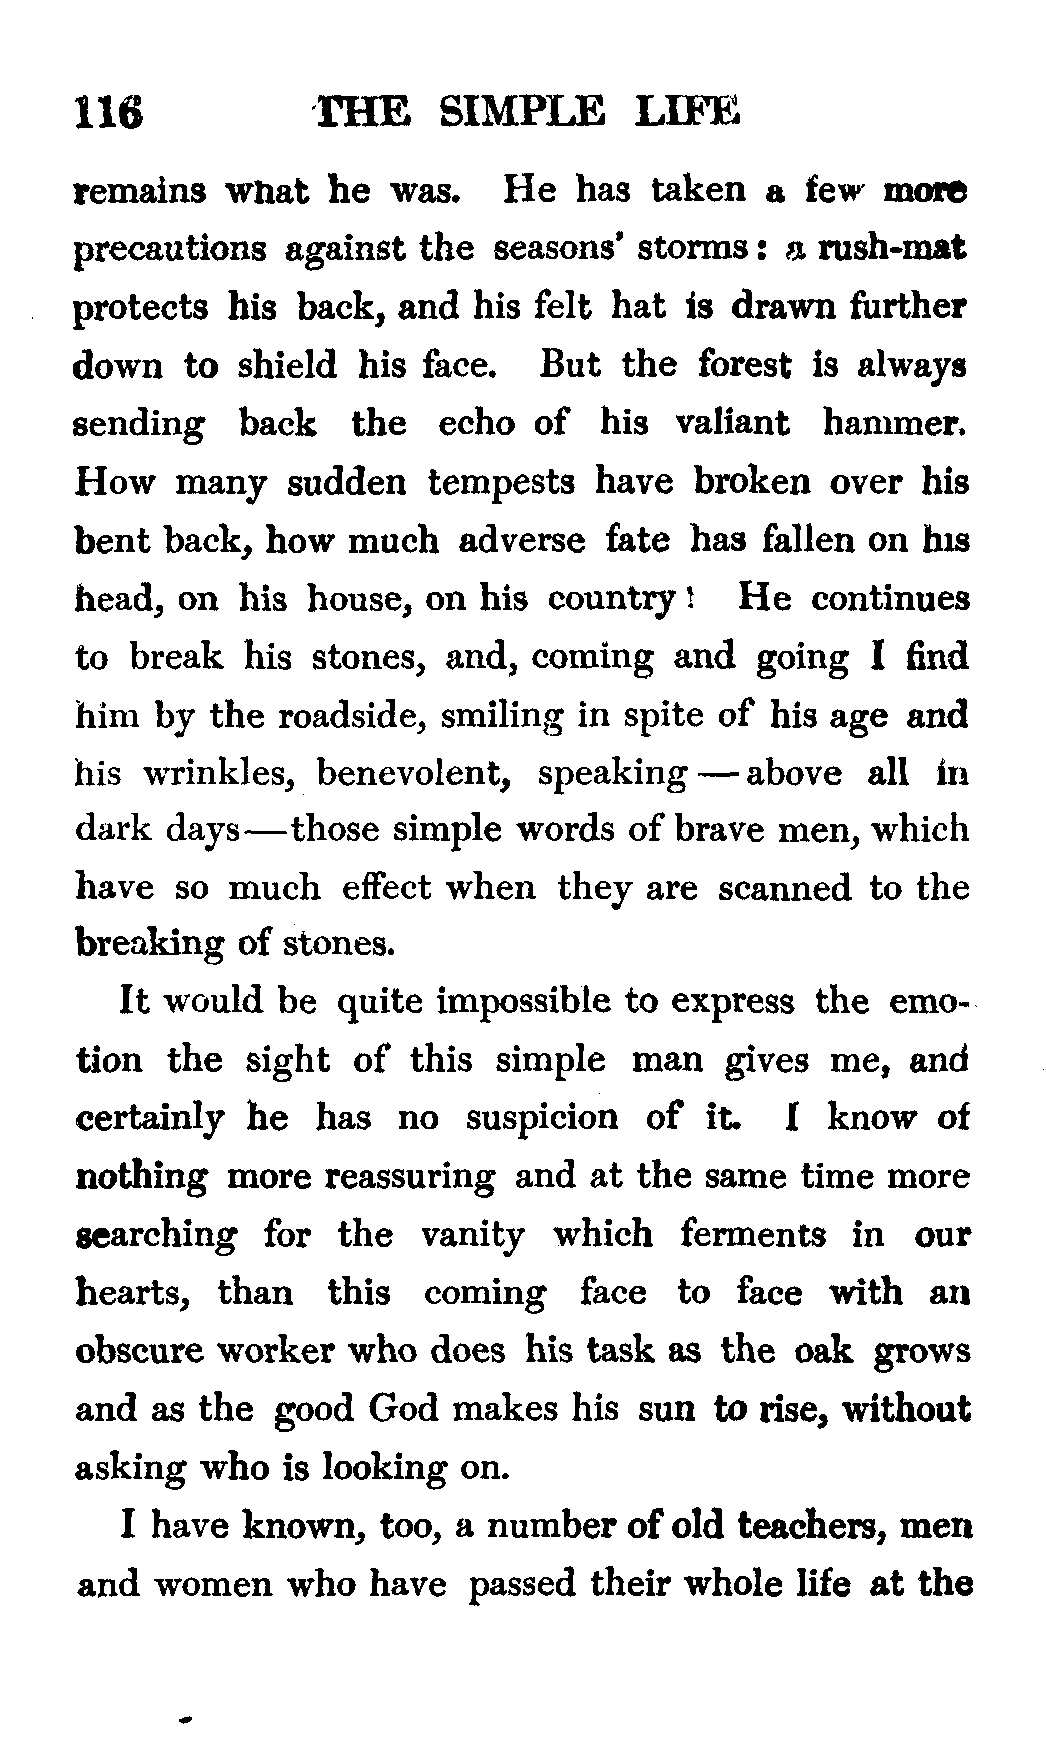 116 THE SIMPLE LIFE
remains what he was. He has taken a few more
precautions against the seasons' storms: a rush-mat
protects his back, and his felt hat is drawn further
down to shield his face. But the forest is always
sending back the echo of his valiant hammer.
How many sudden tempests have broken over his
bent back, how much adverse fate has fallen on his
head, on his house, on his country! He continues
to break his stones, and, coming and going I find
him by the roadside, smiling in spite of his age and
his wrinkles, benevolent, speaking — above all in
dark days—those simple words of brave men, which
have so much effect when they are scanned to the
breaking of stones.
It would be quite impossible to express the emo-
tion the sight of this simple man gives me, and
certainly he has no suspicion of it. I know of
nothing more reassuring and at the same time more
searching for the vanity which ferments in our
hearts, than this coming face to face with an
obscure worker who does his task as the oak grows
and as the good God makes his sun to rise, without
asking who is looking on.
I have known, too, a number of old teachers, men
and women who have passed their whole life at the